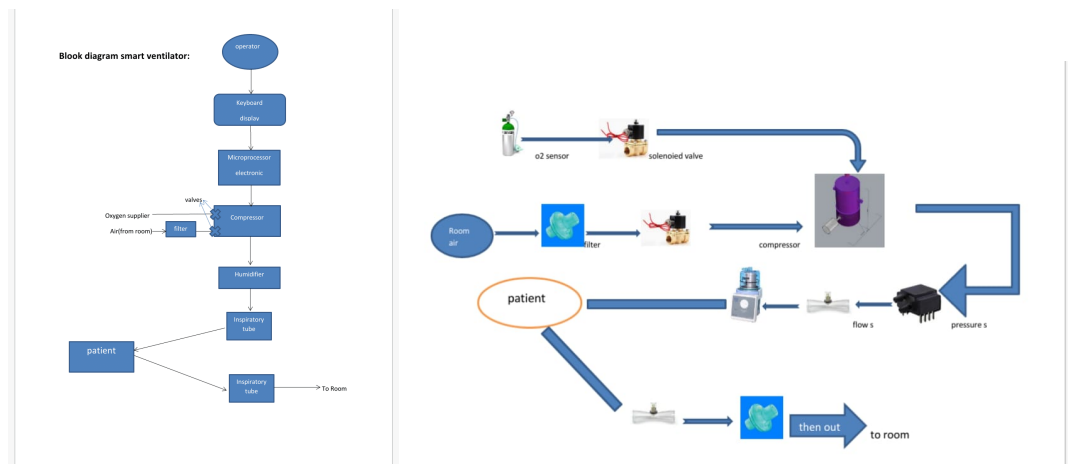 Blook diagram smart ventilator:
operator
Keyboard
display
Microprocessor
electronic
valves
Oxygen supplier
Compressor
Air(from room)
filter
Humidifier
Inspiratory
tube
patient
Inspiratory
tube
To Room
o2 sensor
solenoied valve
Room
air
filter
compressor
patient
flow s
pressure s
then out
to room